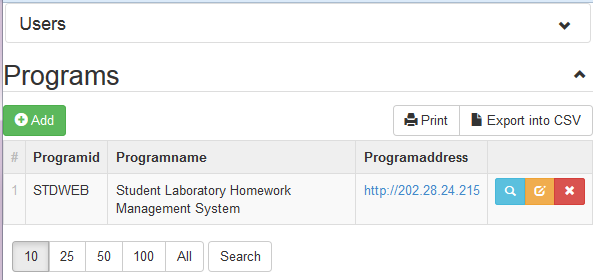 Users
Programs
Add Print Export into CSV
# Programid Programname Programaddress
1 STDWEB Student Laboratory Homework http://202.28.24.215
Management System
10 25 50 100 All Search